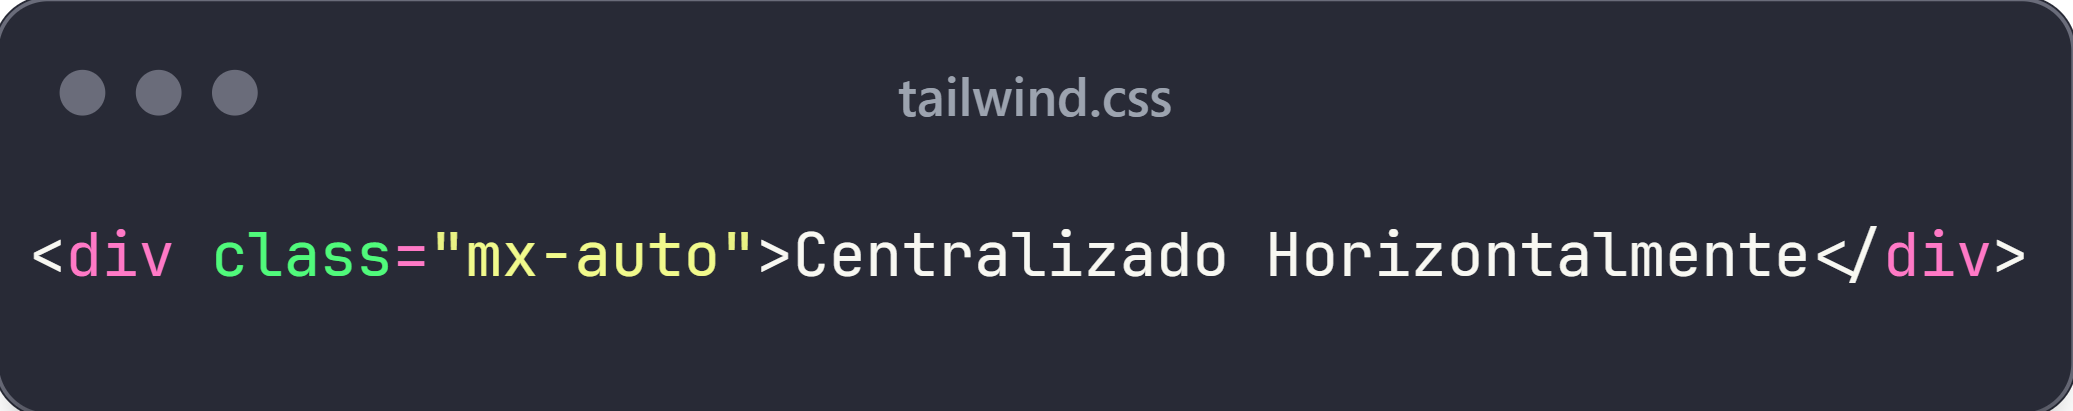 tailwind.css
<div class="mx-auto">Centralizado Horizontalmente</div>